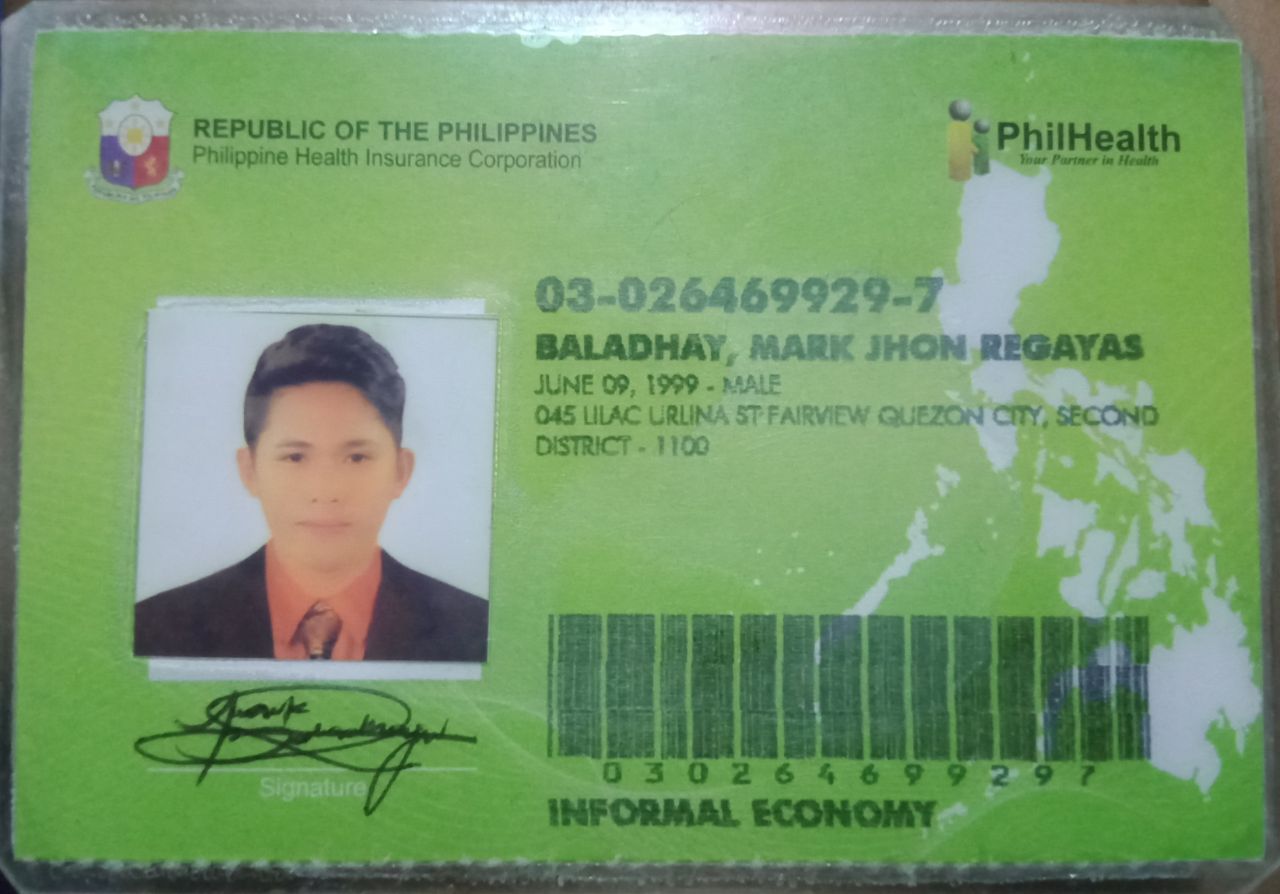 REPUBLIC OF THE PHILIPPINES
Philippine Health Insurance Corporation
PhilHealth
Your Partner in Health
03-026469929-7
BALADHAY, MARK JHON REGAYAS
JUNE 09, 1999 - MALE
045 LILAC URLINA ST FAIRVIEW QUEZON CITY, SECOND
DISTRICT - 1100
Signature
030264699297
INFORMAL ECONOMY